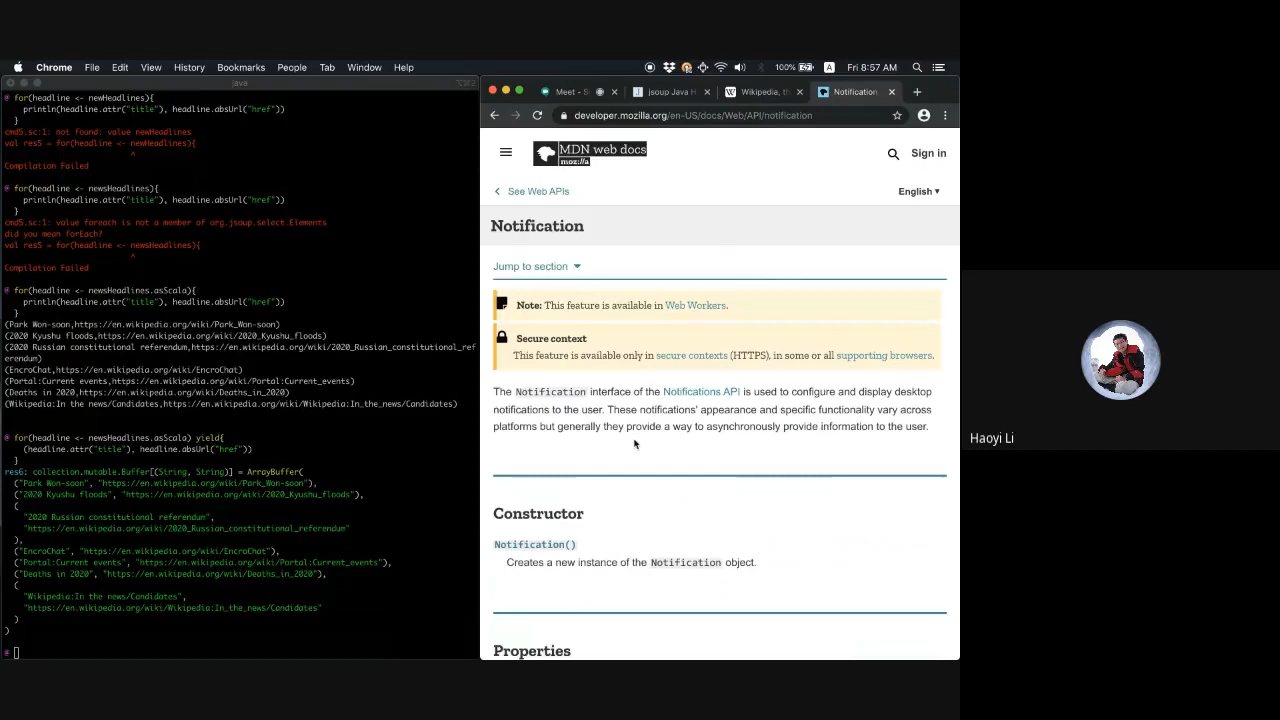 Chrome File Edit View History Bookmarks People Tab Window Help
100% A Fri 8:57 AM
java
@ for(headline <- newHeadlines){
println(headline.attr("title"), headline.absUrl("href"))
}
cmd5.sc:1: not found: value newHeadlines
val res5 = for(headline <- newHeadlines){
^
Compilation Failed
@ for(headline <- newsHeadlines){
println(headline.attr("title"), headline.absUrl("href"))
}
cmd5.sc:1: value foreach is not a member of org.jsoup.select.Elements
did you mean forEach?
val res5 = for(headline <- newsHeadlines){
^
Compilation Failed
@ for(headline <- newsHeadlines.asScala){
println(headline.attr("title"), headline.absUrl("href"))
}
(Park Won-soon,https://en.wikipedia.org/wiki/Park_Won-soon)
(2020 Kyushu floods,https://en.wikipedia.org/wiki/2020_Kyushu_floods)
(2020 Russian constitutional referendum,https://en.wikipedia.org/wiki/2020_Russian_constitutional_ref
erendum)
(EncroChat,https://en.wikipedia.org/wiki/EncroChat)
(Portal:Current events,https://en.wikipedia.org/wiki/Portal:Current_events)
(Deaths in 2020,https://en.wikipedia.org/wiki/Deaths_in_2020)
(Wikipedia:In the news/Candidates,https://en.wikipedia.org/wiki/Wikipedia:In_the_news/Candidates)
@ for(headline <- newsHeadlines.asScala) yield{
(headline.attr("title"), headline.absUrl("href"))
}
res6: collection.mutable.Buffer[(String, String)] = ArrayBuffer(
("Park Won-soon", "https://en.wikipedia.org/wiki/Park_Won-soon"),
("2020 Kyushu floods", "https://en.wikipedia.org/wiki/2020_Kyushu_floods"),
(
"2020 Russian constitutional referendum",
"https://en.wikipedia.org/wiki/2020_Russian_constitutional_referendum"
),
("EncroChat", "https://en.wikipedia.org/wiki/EncroChat"),
("Portal:Current events", "https://en.wikipedia.org/wiki/Portal:Current_events"),
("Deaths in 2020", "https://en.wikipedia.org/wiki/Deaths_in_2020"),
(
"Wikipedia:In the news/Candidates",
"https://en.wikipedia.org/wiki/Wikipedia:In_the_news/Candidates"
)
)
@
Meet - S jsoup Java H Wikipedia, th Notification
developer.mozilla.org/en-US/docs/Web/API/notification
MDN web docs
moz://a
Sign in
See Web APIs
English ▾
Notification
Jump to section
Note: This feature is available in Web Workers.
Secure context
This feature is available only in secure contexts (HTTPS), in some or all supporting browsers.
The Notification interface of the Notifications API is used to configure and display desktop
notifications to the user. These notifications' appearance and specific functionality vary across
platforms but generally they provide a way to asynchronously provide information to the user.
Constructor
Notification()
Creates a new instance of the Notification object.
Properties
Haoyi Li